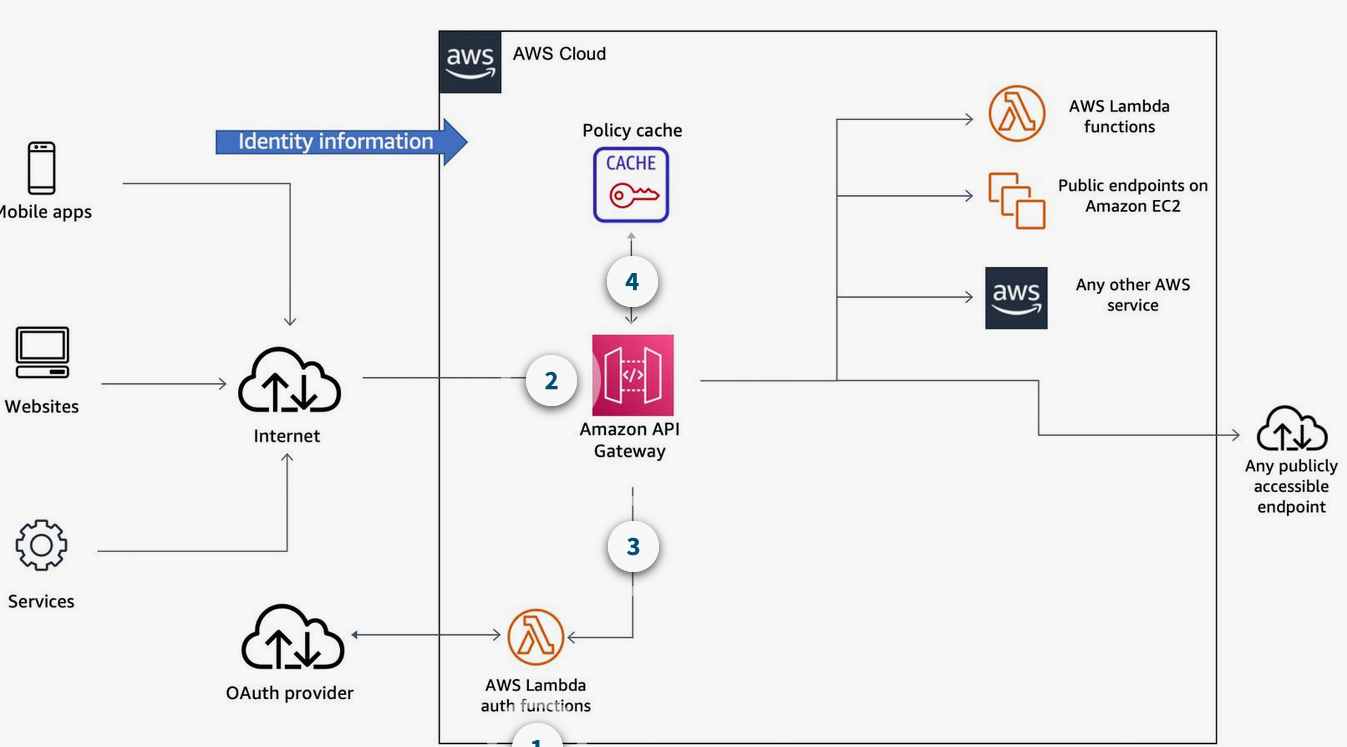 aws
AWS Cloud
Identity information
Policy cache
CACHE
4
AWS Lambda
functions
Public endpoints on
Amazon EC2
aws
Any other AWS
service
Mobile apps
Websites
Services
Internet
2
</>
Amazon API
Gateway
Any publicly
accessible
endpoint
3
OAuth provider
AWS Lambda
auth functions
1